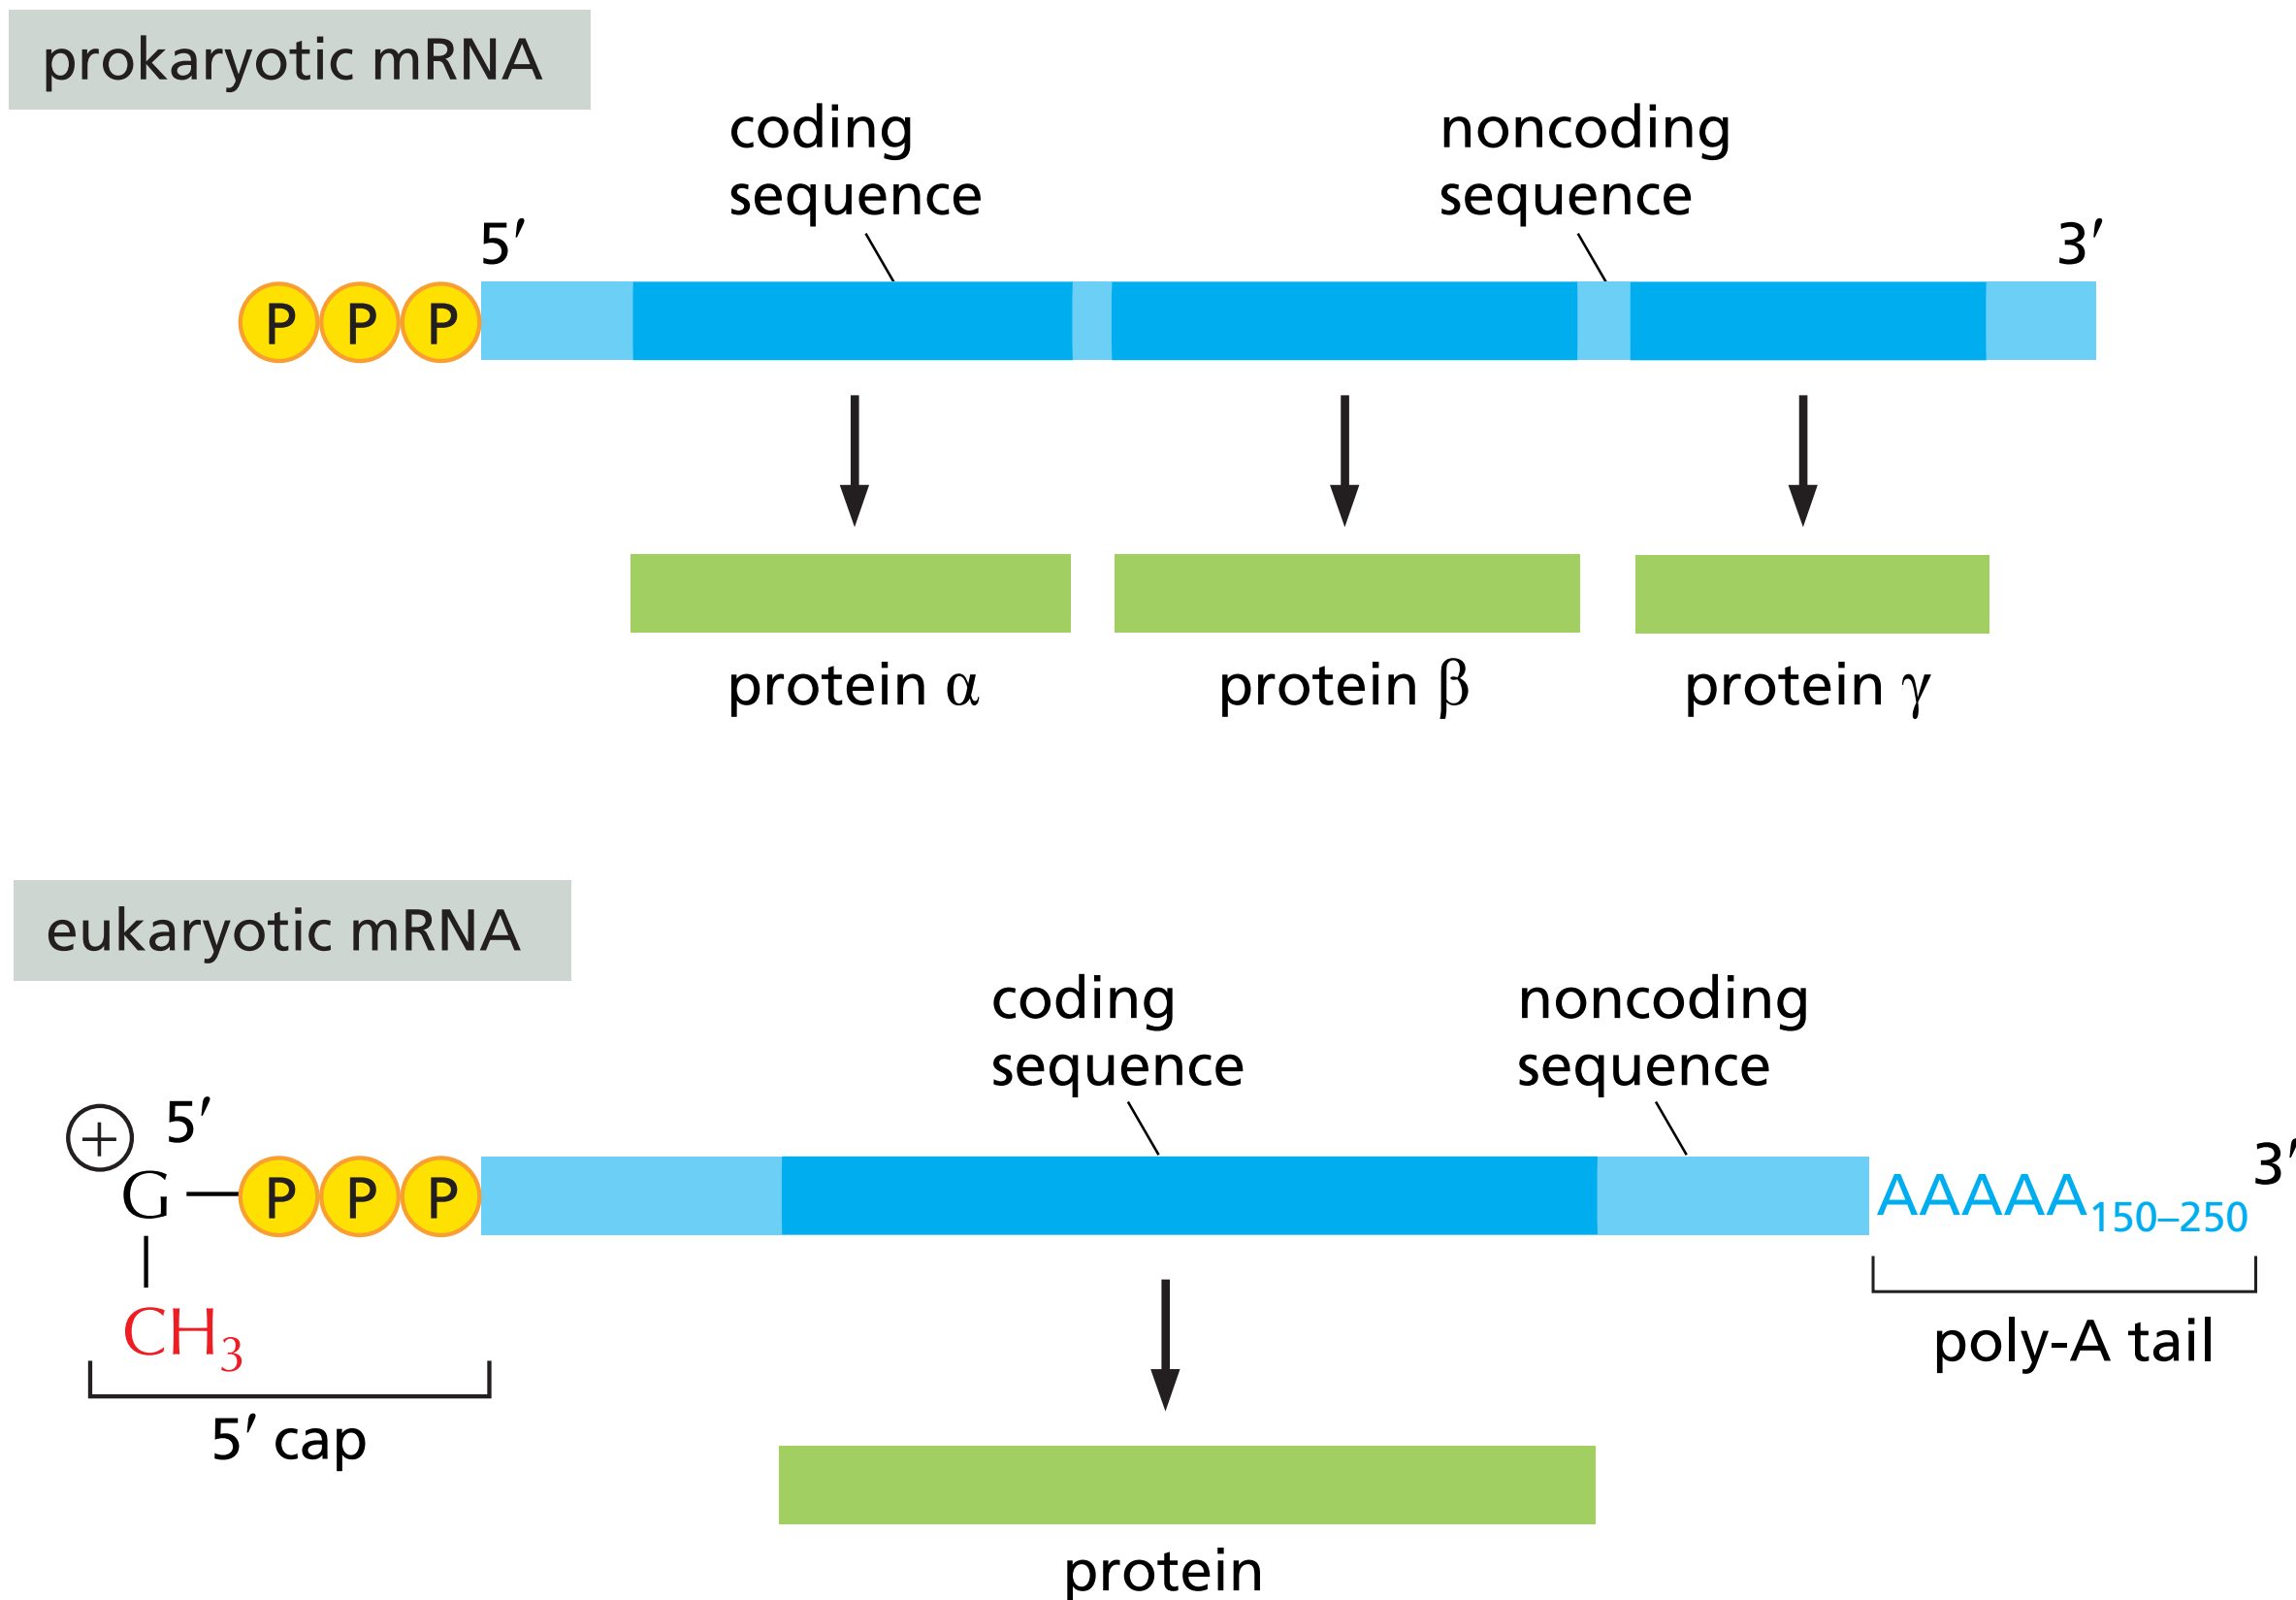 prokaryotic mRNA
coding
sequence
noncoding
sequence
5′
3′
P P P
protein α
protein β
protein γ
eukaryotic mRNA
coding
sequence
noncoding
sequence
+
5′
3′
G P P P
AAAAA150–250
CH3
poly-A tail
5′ cap
protein